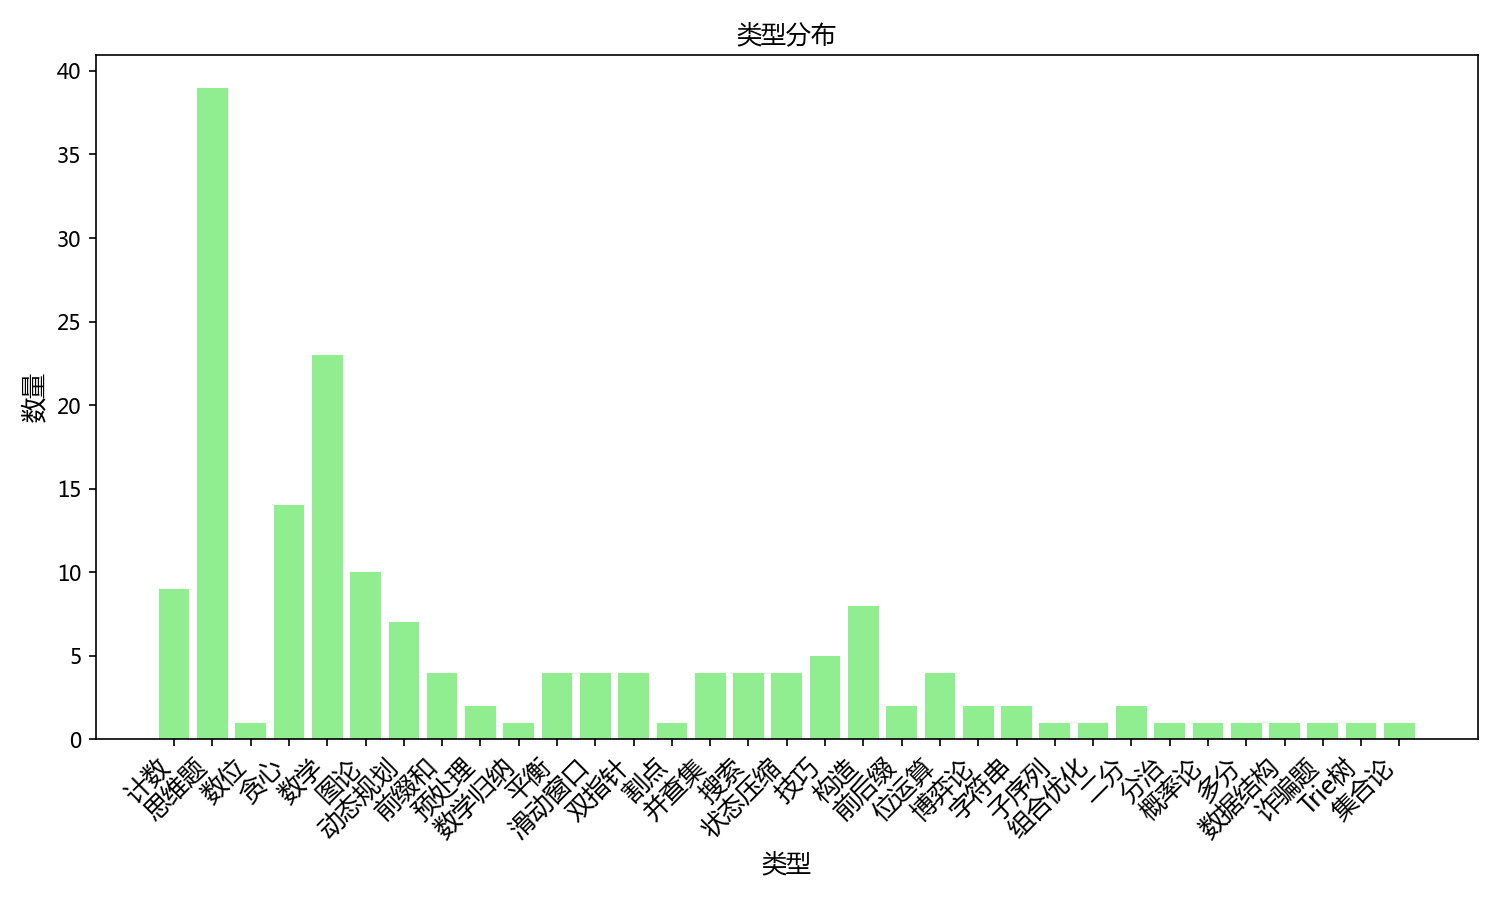 类型分布
数量
40
35
30
25
20
15
10
5
0
计数
思维题
数位
贪心
数学
图论
动态规划
前缀和
预处理
数学归纳
平衡
滑动窗口
双指针
割点
并查集
搜索
状态压缩
技巧
构造
前后缀
位运算
博弈论
字符串
子序列
组合优化
二分
分治
概率论
多分
数据结构
诈骗题
Trie树
集合论
类型